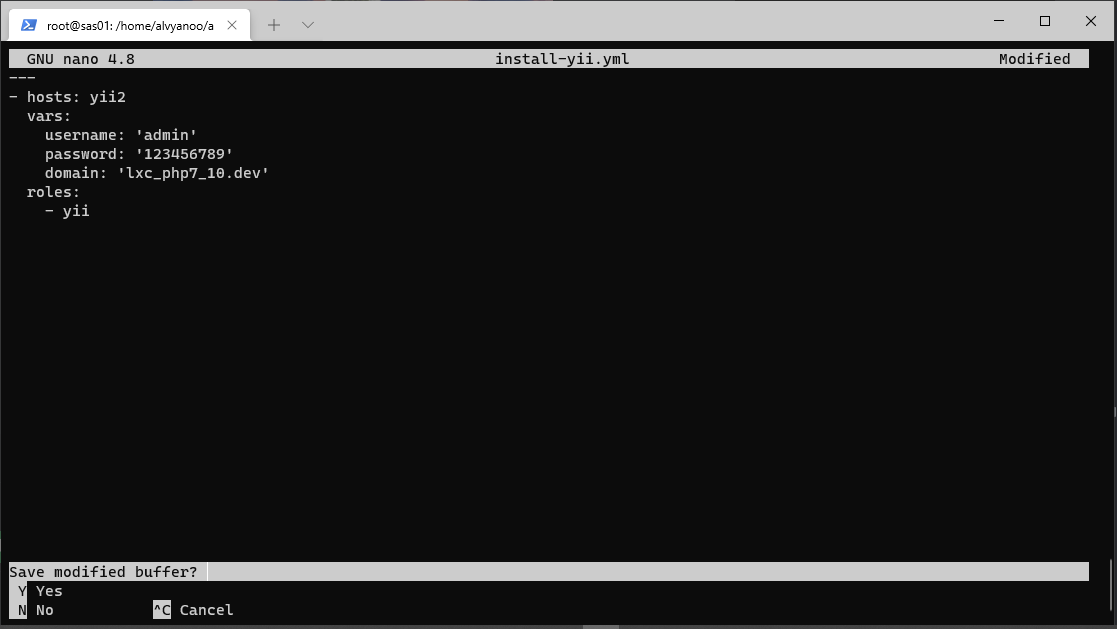 root@sas01: /home/alvyanoo/a
GNU nano 4.8 install-yii.yml Modified
---
- hosts: yii2
  vars:
    username: 'admin'
    password: '123456789'
    domain: 'lxc_php7_10.dev'
  roles:
    - yii
Save modified buffer?
Y Yes
N No ^C Cancel